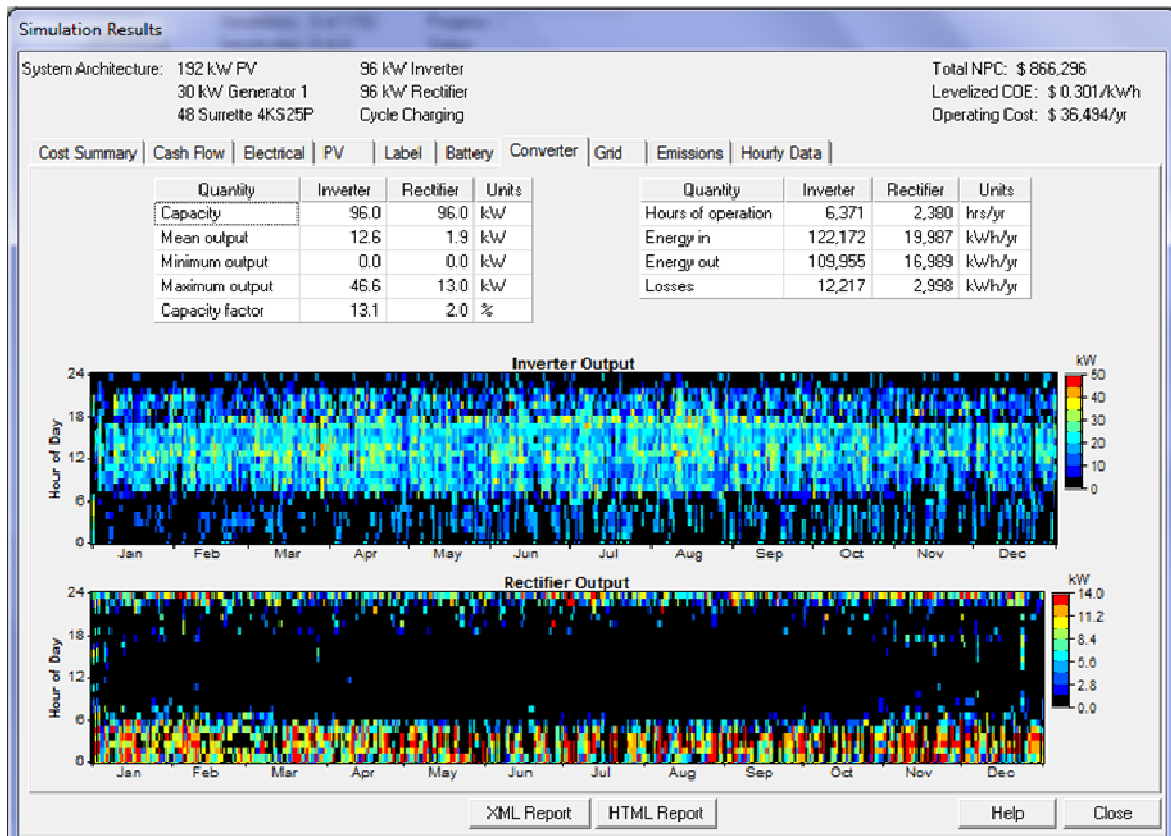 Simulation Results
System Architecture: 192 kW PV 96 kW Inverter Total NPC: $ 866,296
30 kW Generator 1 96 kW Rectifier Levelized COE: $ 0.301/kWh
48 Surrette 4KS25P Cycle Charging Operating Cost: $ 36,494/yr
Cost Summary Cash Flow Electrical PV Label Battery Converter Grid Emissions Hourly Data
Quantity Inverter Rectifier Units
Capacity 96.0 96.0 kW
Mean output 12.6 1.9 kW
Minimum output 0.0 0.0 kW
Maximum output 46.6 13.0 kW
Capacity factor 13.1 2.0 %
Quantity Inverter Rectifier Units
Hours of operation 6,371 2,380 hrs/yr
Energy in 122,172 19,987 kWh/yr
Energy out 109,955 16,989 kWh/yr
Losses 12,217 2,998 kWh/yr
Inverter Output
kW
Hour of Day
24
18
12
6
0
Jan Feb Mar Apr May Jun Jul Aug Sep Oct Nov Dec
50
40
30
20
10
0
Rectifier Output
kW
Hour of Day
24
18
12
6
0
Jan Feb Mar Apr May Jun Jul Aug Sep Oct Nov Dec
14.0
11.2
8.4
5.6
2.8
0.0
XML Report HTML Report Help Close